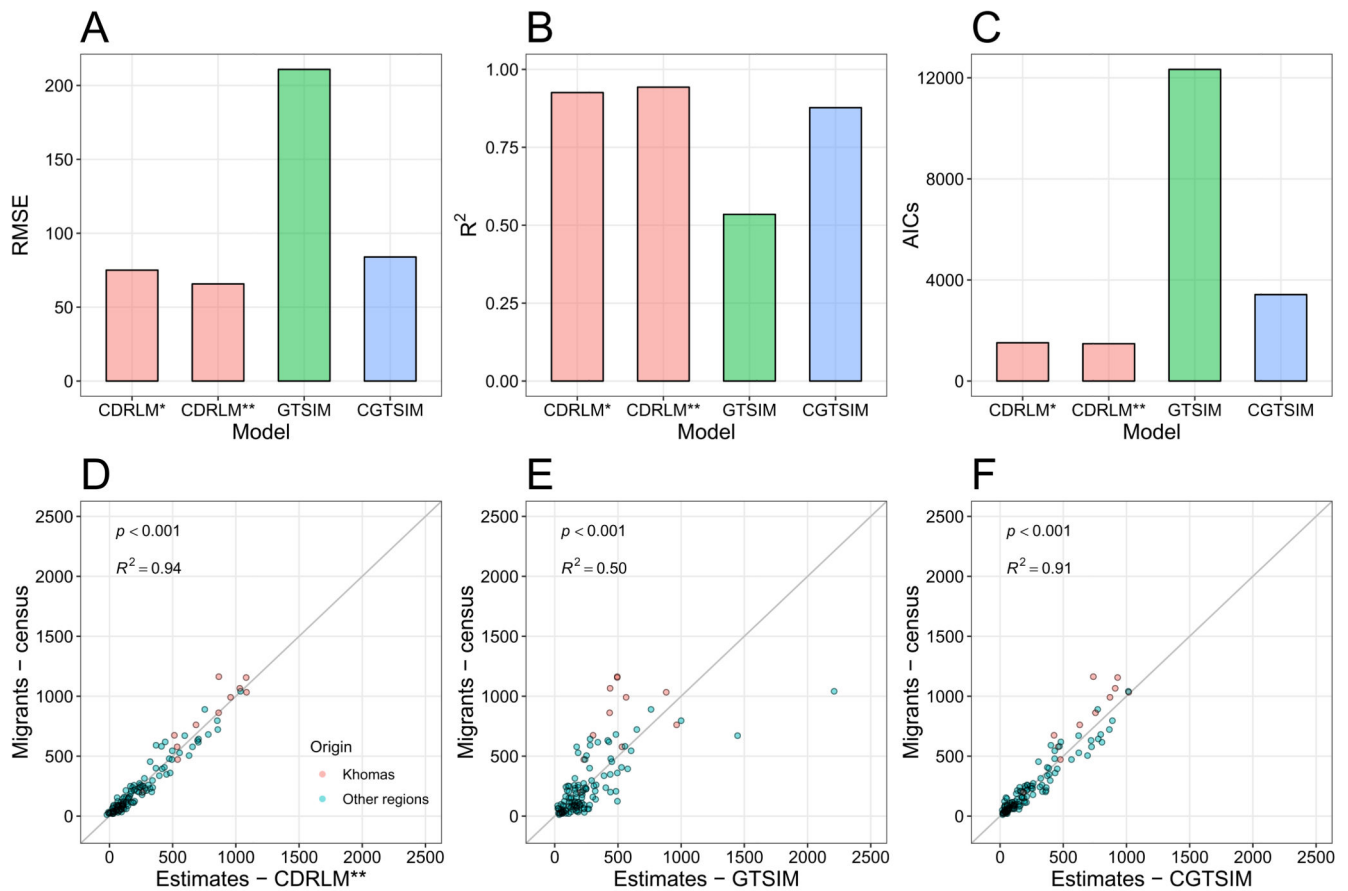 A
RMSE
200
150
100
50
0
CDRLM*
CDRLM**
GTSIM
CGTSIM
Model
B
R²
1.00
0.75
0.50
0.25
0.00
CDRLM*
CDRLM**
GTSIM
CGTSIM
Model
C
AICs
12000
8000
4000
0
CDRLM*
CDRLM**
GTSIM
CGTSIM
Model
D
Migrants − census
2500
2000
1500
1000
500
0
p < 0.001
R² = 0.94
Origin
Khomas
Other regions
0 500 1000 1500 2000 2500
Estimates − CDRLM**
E
Migrants − census
2500
2000
1500
1000
500
0
p < 0.001
R² = 0.50
0 500 1000 1500 2000 2500
Estimates − GTSIM
F
Migrants − census
2500
2000
1500
1000
500
0
p < 0.001
R² = 0.91
0 500 1000 1500 2000 2500
Estimates − CGTSIM